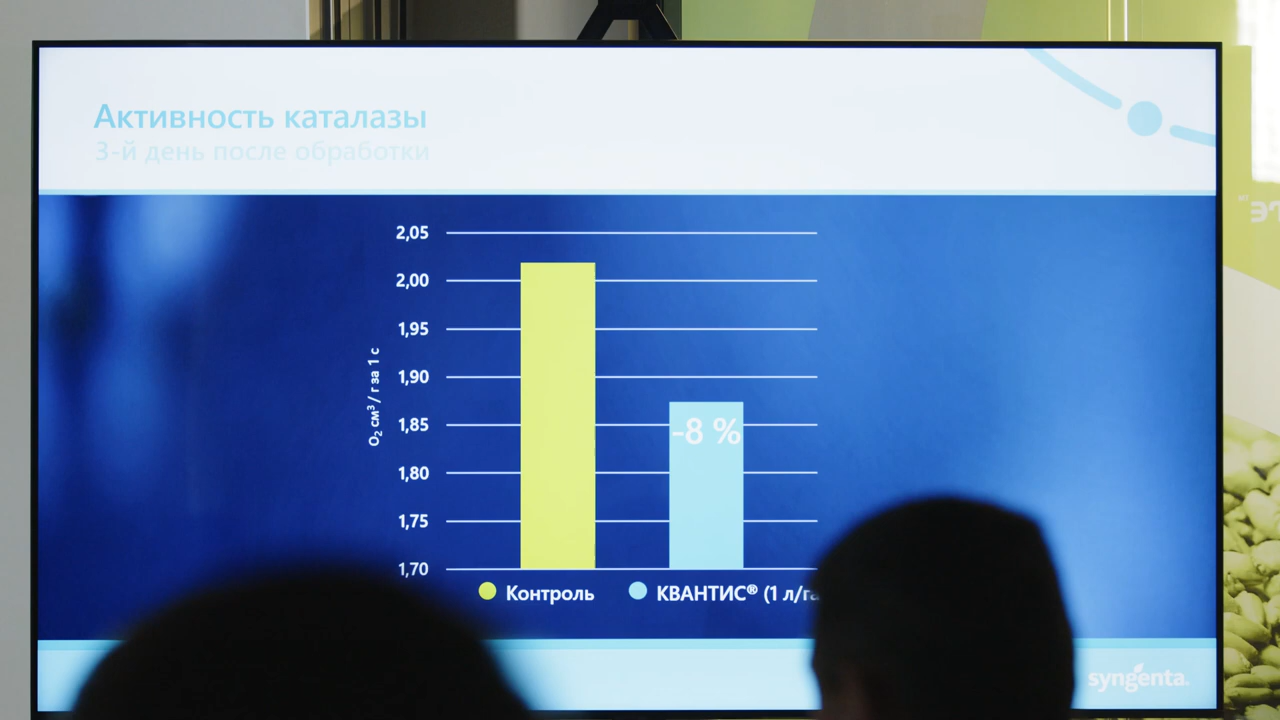 Активность каталазы
3-й день после обработки
2,05
2,00
1,95
1,90
1,85
1,80
1,75
1,70
O₂ см³ / г за 1 с
-8 %
Контроль
КВАНТИС® (1 л/га
syngenta